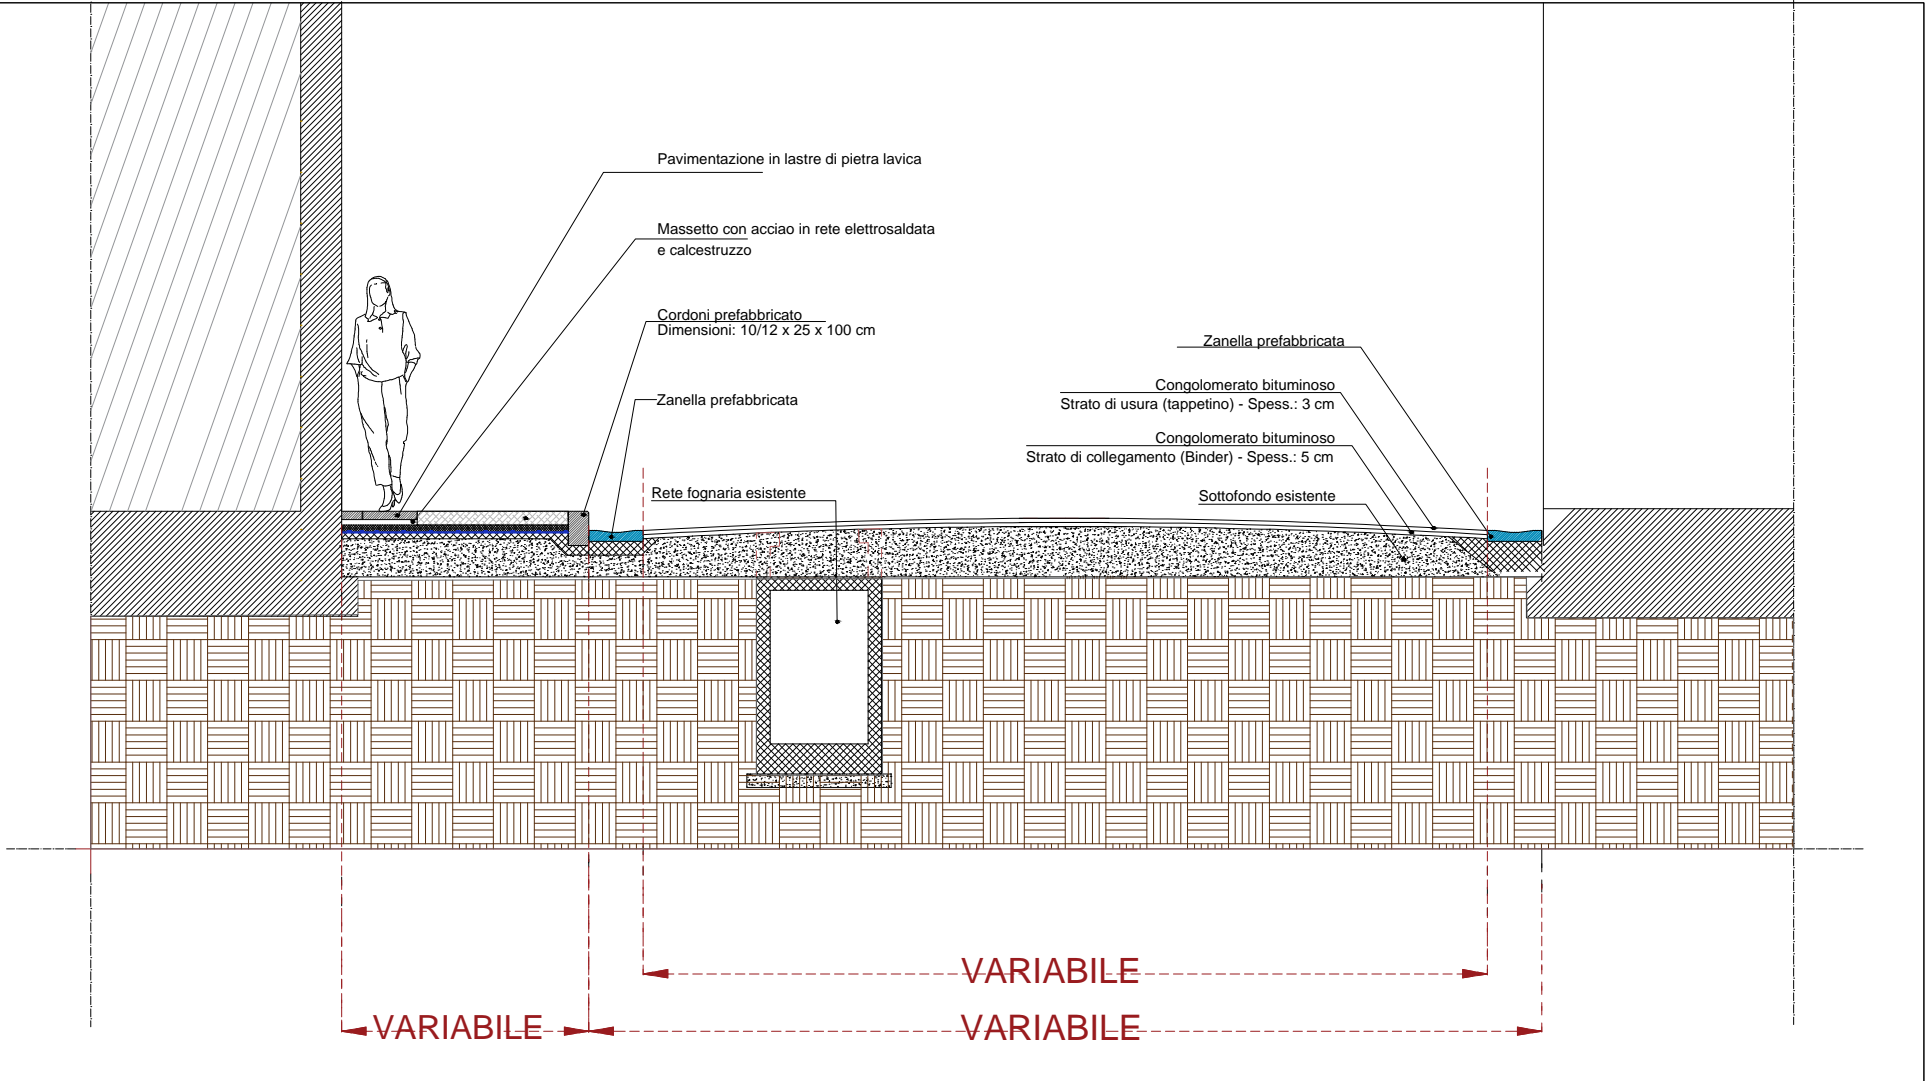 Pavimentazione in lastre di pietra lavica
Massetto con acciao in rete elettrosaldata
e calcestruzzo
Cordoni prefabbricato
Dimensioni: 10/12 x 25 x 100 cm
Zanella prefabbricata
Rete fognaria esistente
Zanella prefabbricata
Congolomerato bituminoso
Strato di usura (tappetino) - Spess.: 3 cm
Congolomerato bituminoso
Strato di collegamento (Binder) - Spess.: 5 cm
Sottofondo esistente
VARIABILE
VARIABILE
VARIABILE